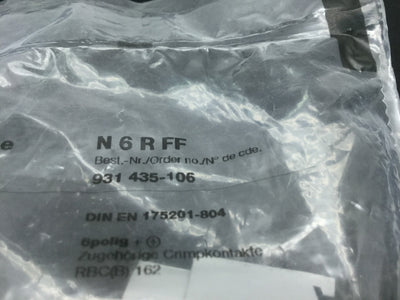 e
N 6 R FF
Best.-Nr./Order no./N° de cde.
931 435-106
DIN EN 175201-804
6polig + ⏚
Zugehörige Crimpkontakte
RBC(B) 162